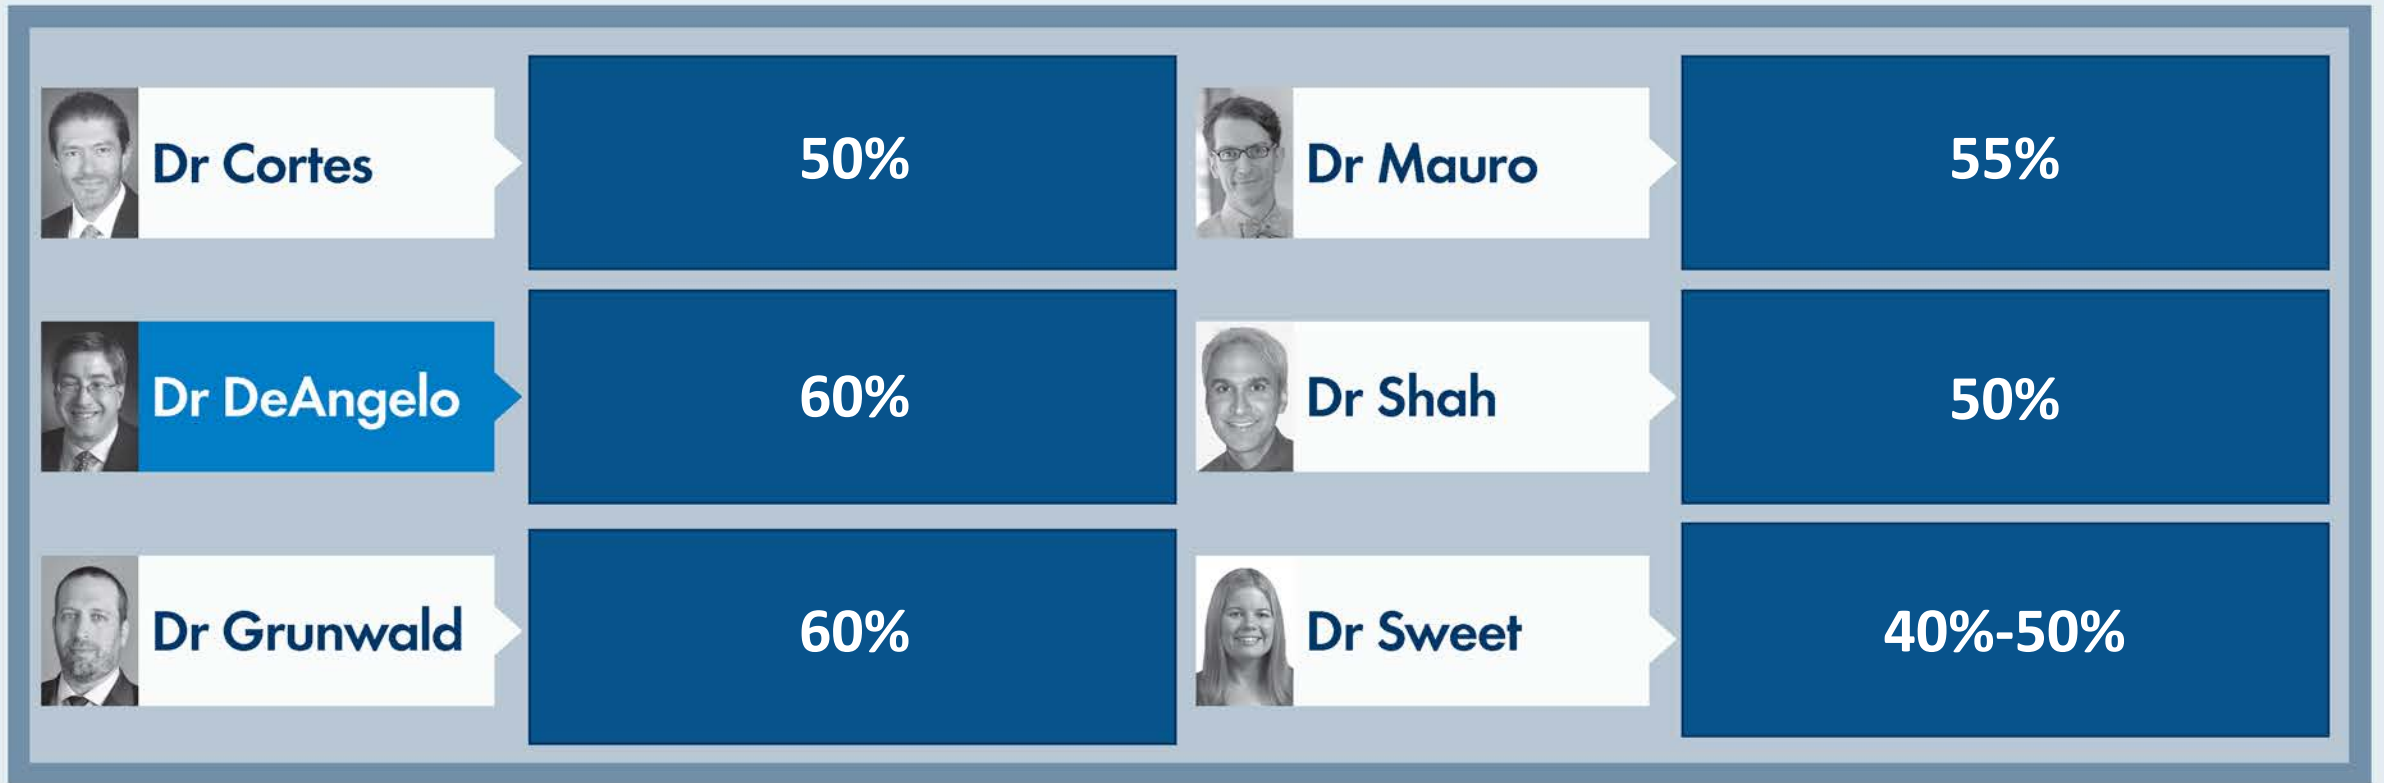 Dr Cortes
50%
Dr Mauro
55%
Dr DeAngelo
60%
Dr Shah
50%
Dr Grunwald
60%
Dr Sweet
40%-50%